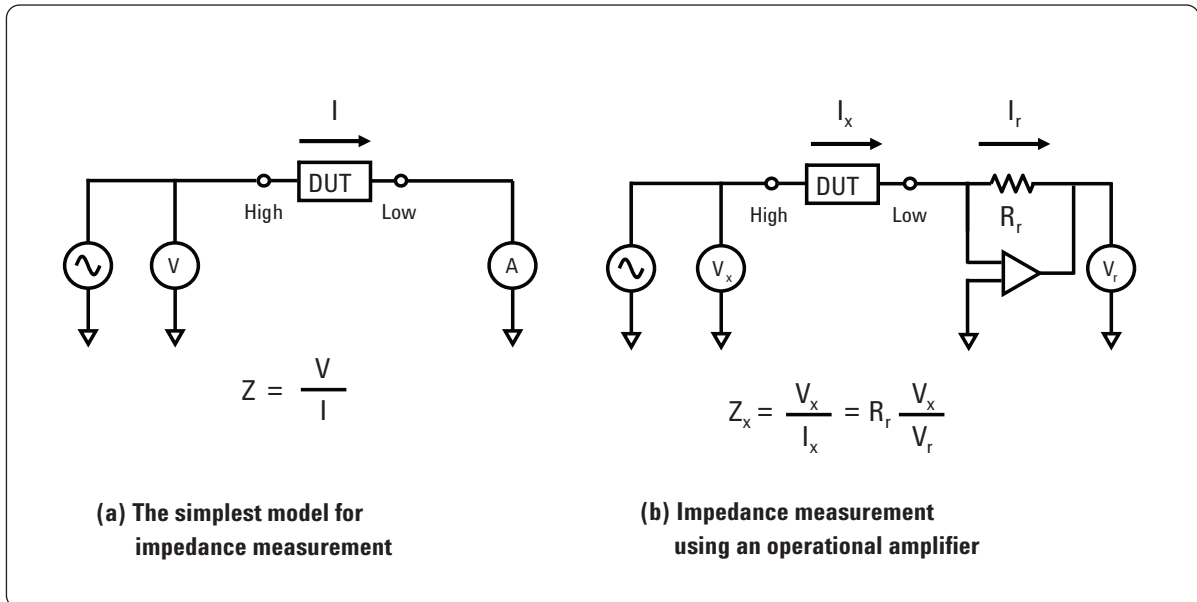 I
DUT
High
Low
V
A
Z = V / I
(a) The simplest model for
impedance measurement
Iₓ
Iᵣ
DUT
High
Low
Rᵣ
Vₓ
Vᵣ
Zₓ = Vₓ / Iₓ = Rᵣ Vₓ / Vᵣ
(b) Impedance measurement
using an operational amplifier